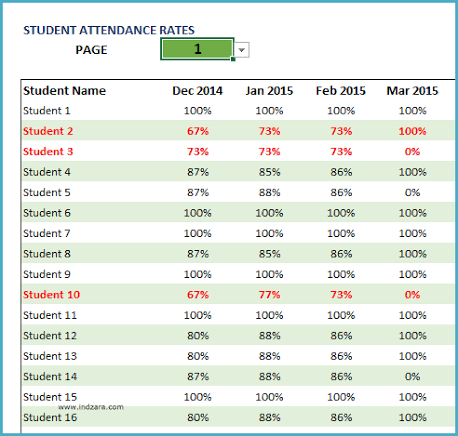 STUDENT ATTENDANCE RATES
PAGE 1
Student Name Dec 2014 Jan 2015 Feb 2015 Mar 2015
Student 1 100% 100% 100% 100%
Student 2 67% 73% 73% 100%
Student 3 73% 73% 73% 0%
Student 4 87% 85% 86% 100%
Student 5 87% 88% 86% 0%
Student 6 100% 100% 100% 100%
Student 7 100% 100% 100% 100%
Student 8 87% 85% 86% 100%
Student 9 100% 100% 100% 100%
Student 10 67% 77% 73% 0%
Student 11 100% 100% 100% 100%
Student 12 80% 88% 86% 100%
Student 13 80% 88% 86% 100%
Student 14 87% 88% 86% 0%
Student 15 100% 100% 100% 100%
www.indzara.com
Student 16 80% 88% 86% 100%